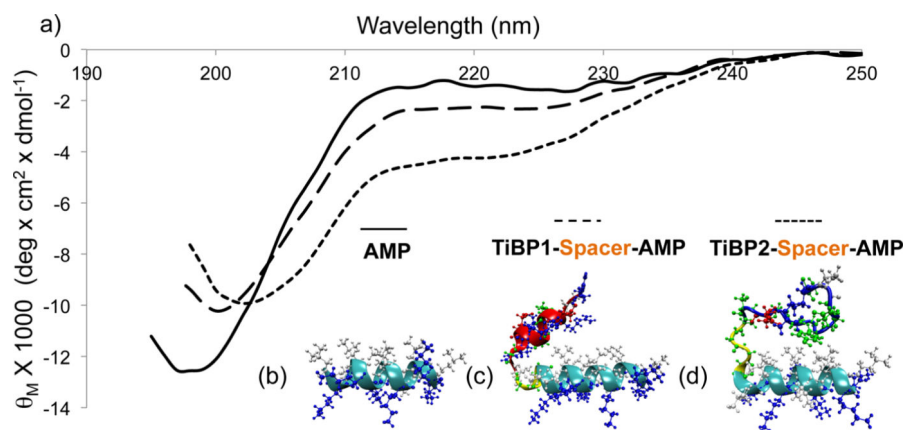 a)
Wavelength (nm)
190 200 210 220 230 240 250
0
-2
-4
-6
-8
-10
-12
-14
θM X 1000 (deg x cm2 x dmol-1)
AMP
TiBP1-Spacer-AMP
TiBP2-Spacer-AMP
(b)
(c)
(d)